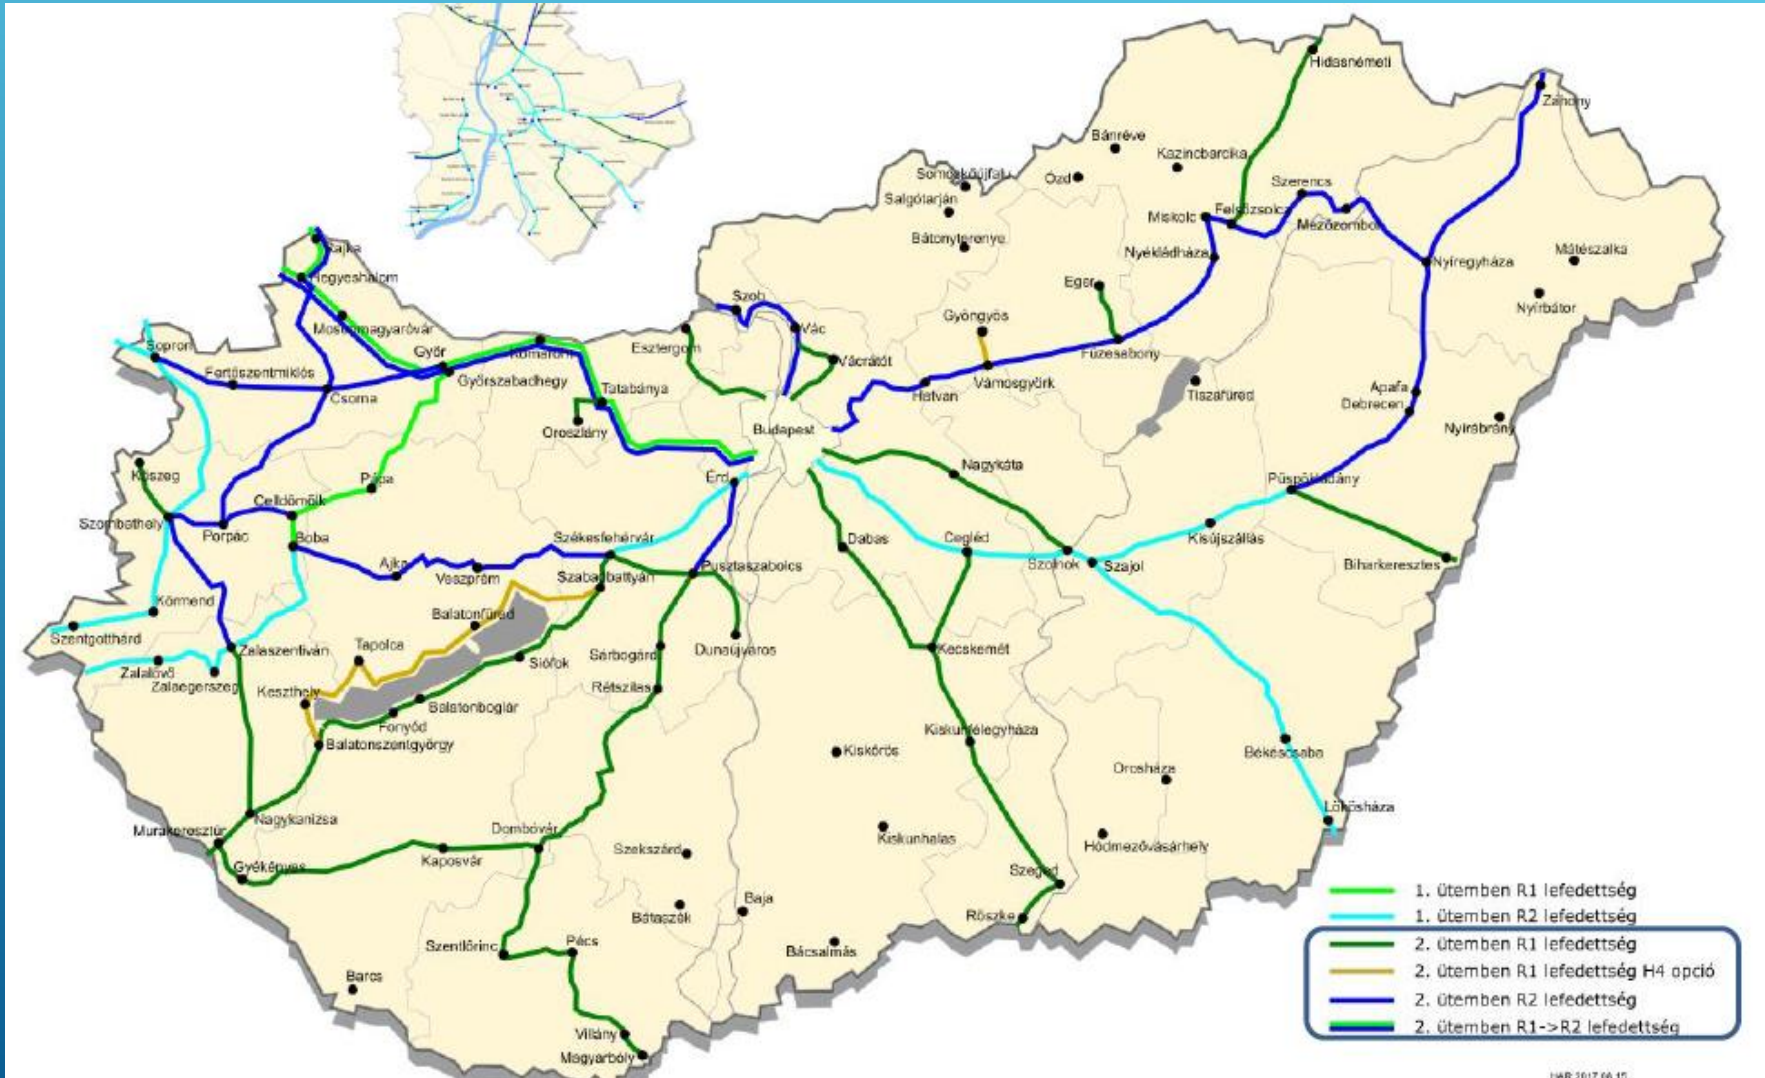 Hidasnémeti
Záhony
Bánréve
Kazincbarcika
Somoskőújfalu
Ózd
Szerencs
Salgótarján
Miskolc
Felsőzsolca
Mezőzombor
Bátonyterenye
Nyékládháza
Mátészalka
Nyíregyháza
Rajka
Hegyeshalom
Eger
Nyírbátor
Szob
Gyöngyös
Mosonmagyaróvár
Vác
Sopron
Győr
Komárom
Esztergom
Füzesabony
Fertőszentmiklós
Győrszabadhegy
Vácrátót
Vámosgyörk
Csorna
Tatabánya
Hatvan
Tiszafüred
Apafa
Debrecen
Oroszlány
Budapest
Nyírábrány
Kőszeg
Pápa
Érd
Nagykáta
Püspökladány
Celldömölk
Szombathely
Porpác
Boba
Székesfehérvár
Dabas
Cegléd
Kisújszállás
Ajka
Veszprém
Szabadbattyán
Pusztaszabolcs
Szolnok
Szajol
Biharkeresztes
Körmend
Balatonfüred
Szentgotthárd
Zalaszentiván
Tapolca
Siófok
Sárbogárd
Dunaújváros
Kecskemét
Zalalövő
Zalaegerszeg
Keszthely
Rétszilas
Balatonboglár
Fonyód
Balatonszentgyörgy
Kiskőrös
Kiskunfélegyháza
Békéscsaba
Orosháza
Lőkösháza
Nagykanizsa
Murakeresztúr
Dombóvár
Kiskunhalas
Hódmezővásárhely
Gyékényes
Kaposvár
Szekszárd
Szeged
Baja
Bátaszék
Röszke
Szentlőrinc
Pécs
Bácsalmás
Barcs
Villány
Magyarbóly
1. ütemben R1 lefedettség
1. ütemben R2 lefedettség
2. ütemben R1 lefedettség
2. ütemben R1 lefedettség H4 opció
2. ütemben R2 lefedettség
2. ütemben R1->R2 lefedettség